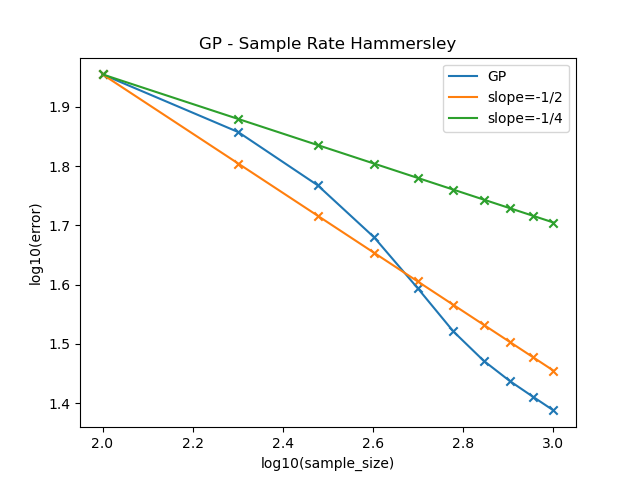 GP - Sample Rate Hammersley
GP
slope=-1/2
slope=-1/4
log10(error)
1.9
1.8
1.7
1.6
1.5
1.4
2.0 2.2 2.4 2.6 2.8 3.0
log10(sample_size)